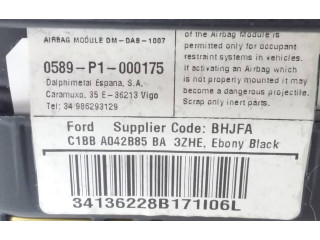 AIRBAG MODULE DM-DAB-1007
0589-P1-000175
Dalphimetal Espana, S.A.
Caramuxo, 35 E-36213 Vigo
Tel: 34 986293129
of the Airbag Module is
permitted only for occupant
restraint systems in vehicles.
If activating an Airbag which
is not properly mounted it may
become a dangerous projectile.
Scrap only inert gas.
Ford Supplier Code: BHJFA
C1BB A042B85 BA 3ZHE, Ebony Black
34136228B171I06L